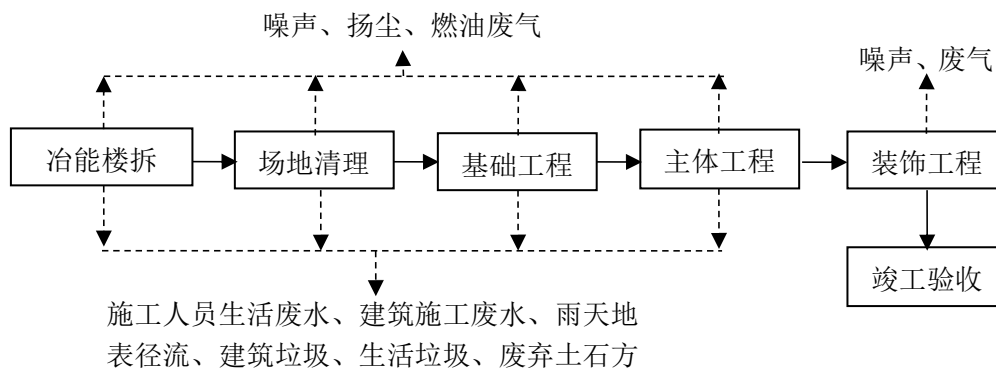 噪声、扬尘、燃油废气
噪声、废气
冶能楼拆
场地清理
基础工程
主体工程
装饰工程
竣工验收
施工人员生活废水、建筑施工废水、雨天地
表径流、建筑垃圾、生活垃圾、废弃土石方